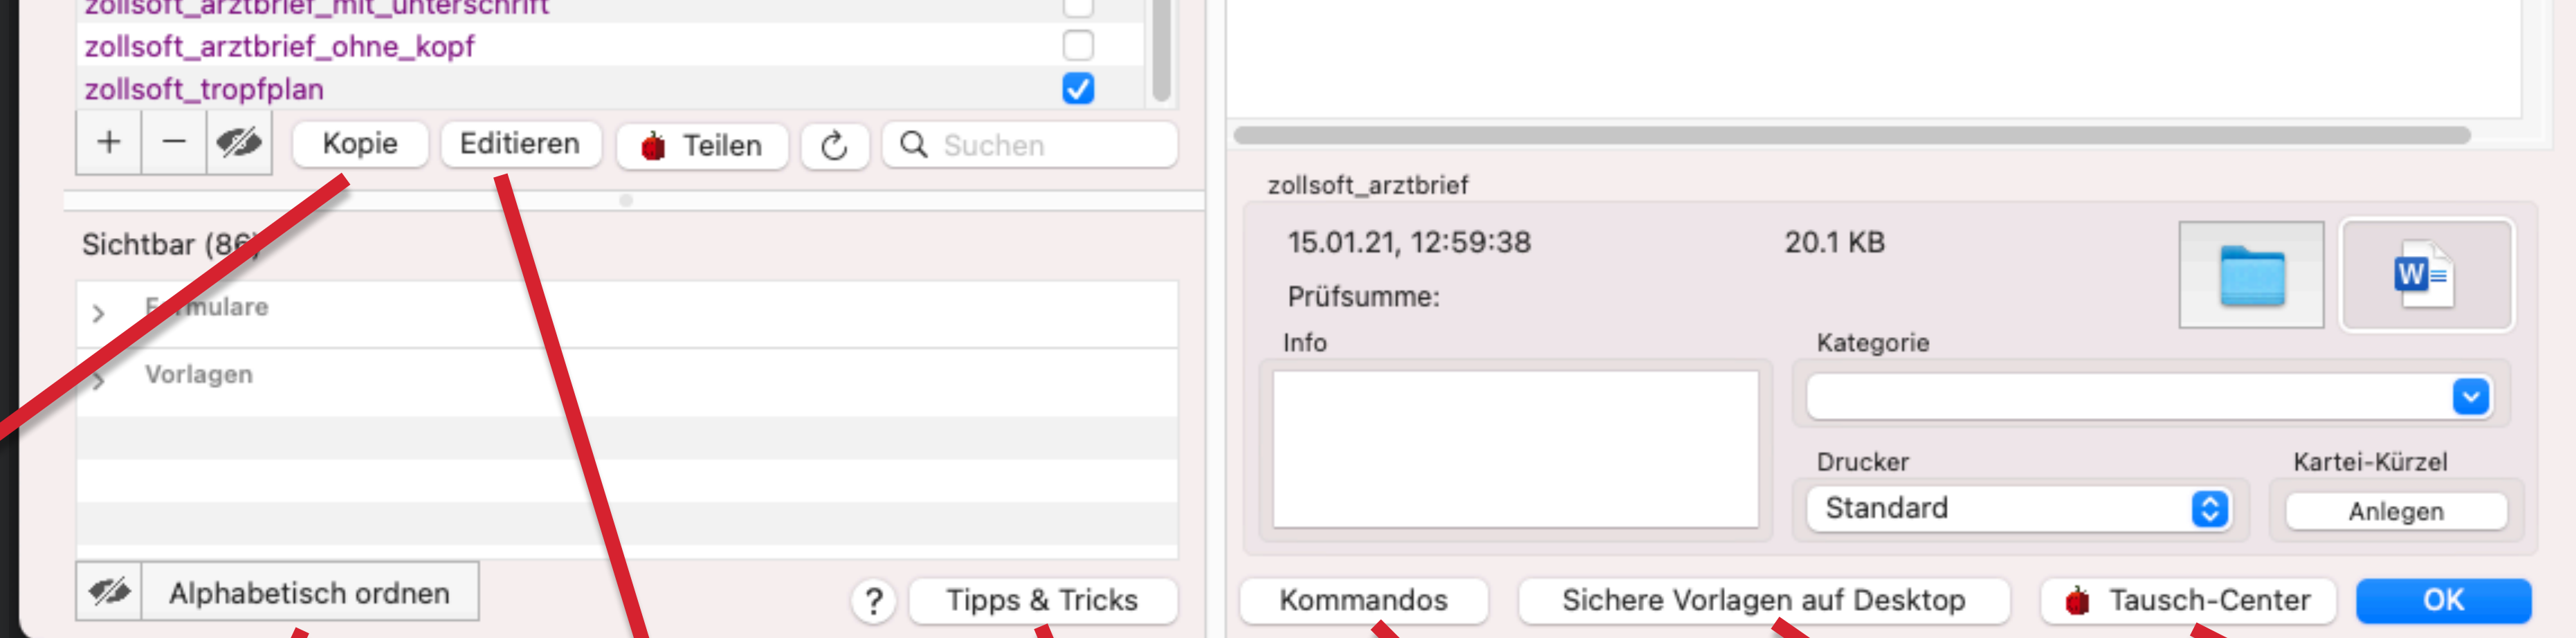 zollsoft_arztbrief_mit_unterschrift
zollsoft_arztbrief_ohne_kopf
zollsoft_tropfplan
+ − Kopie Editieren Teilen Suchen
Sichtbar (86)
Formulare
Vorlagen
Alphabetisch ordnen ? Tipps & Tricks
zollsoft_arztbrief
15.01.21, 12:59:38 20.1 KB
Prüfsumme:
Info Kategorie
Drucker Kartei-Kürzel
Standard Anlegen
Kommandos Sichere Vorlagen auf Desktop Tausch-Center OK